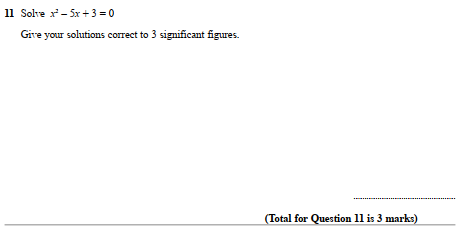 11 Solve x² – 5x + 3 = 0
Give your solutions correct to 3 significant figures.
(Total for Question 11 is 3 marks)